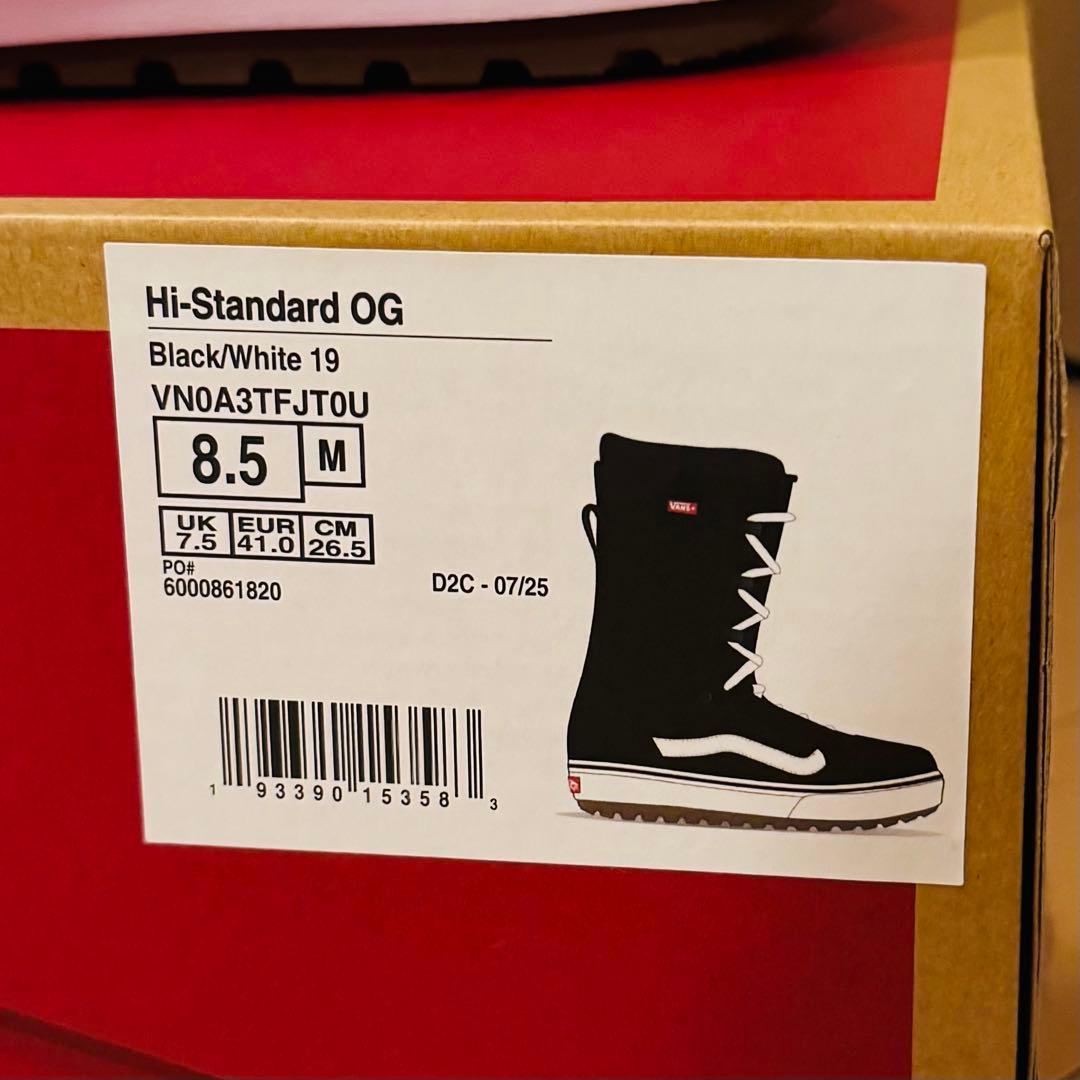 Hi-Standard OG
Black/White 19
VN0A3TFJT0U
8.5 M
UK EUR CM
7.5 41.0 26.5
PO#
6000861820
D2C - 07/25
VANS
1 93390 15358 3